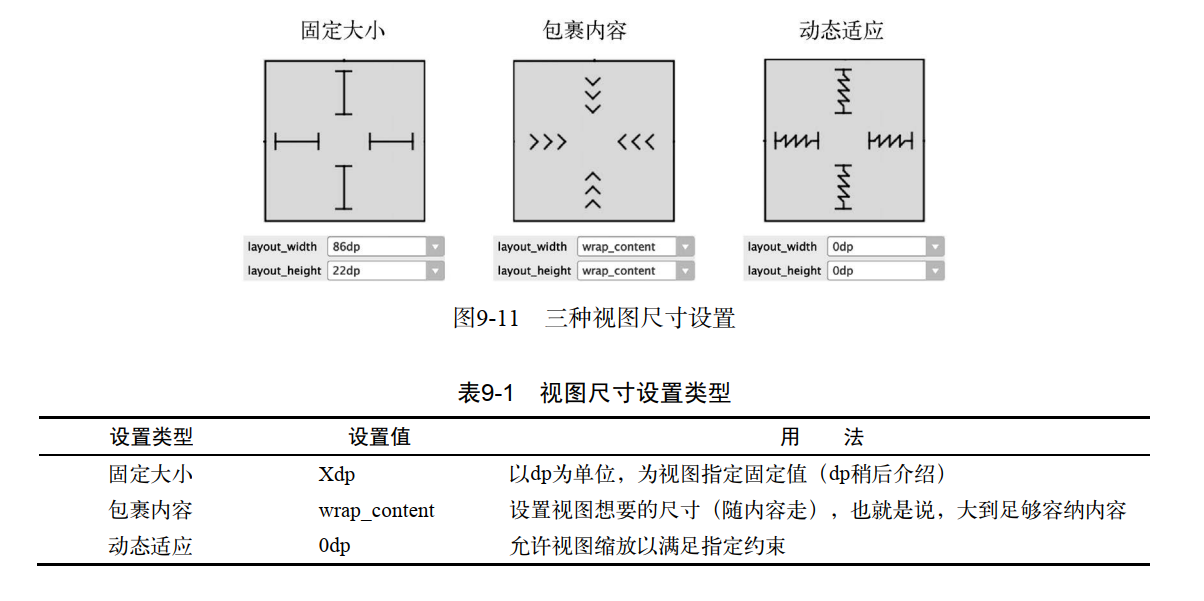 固定大小 包裹内容 动态适应
layout_width 86dp layout_width wrap_content layout_width 0dp
layout_height 22dp layout_height wrap_content layout_height 0dp
图9-11 三种视图尺寸设置
表9-1 视图尺寸设置类型
设置类型 设置值 用 法
固定大小 Xdp 以dp为单位，为视图指定固定值（dp稍后介绍）
包裹内容 wrap_content 设置视图想要的尺寸（随内容走），也就是说，大到足够容纳内容
动态适应 0dp 允许视图缩放以满足指定约束